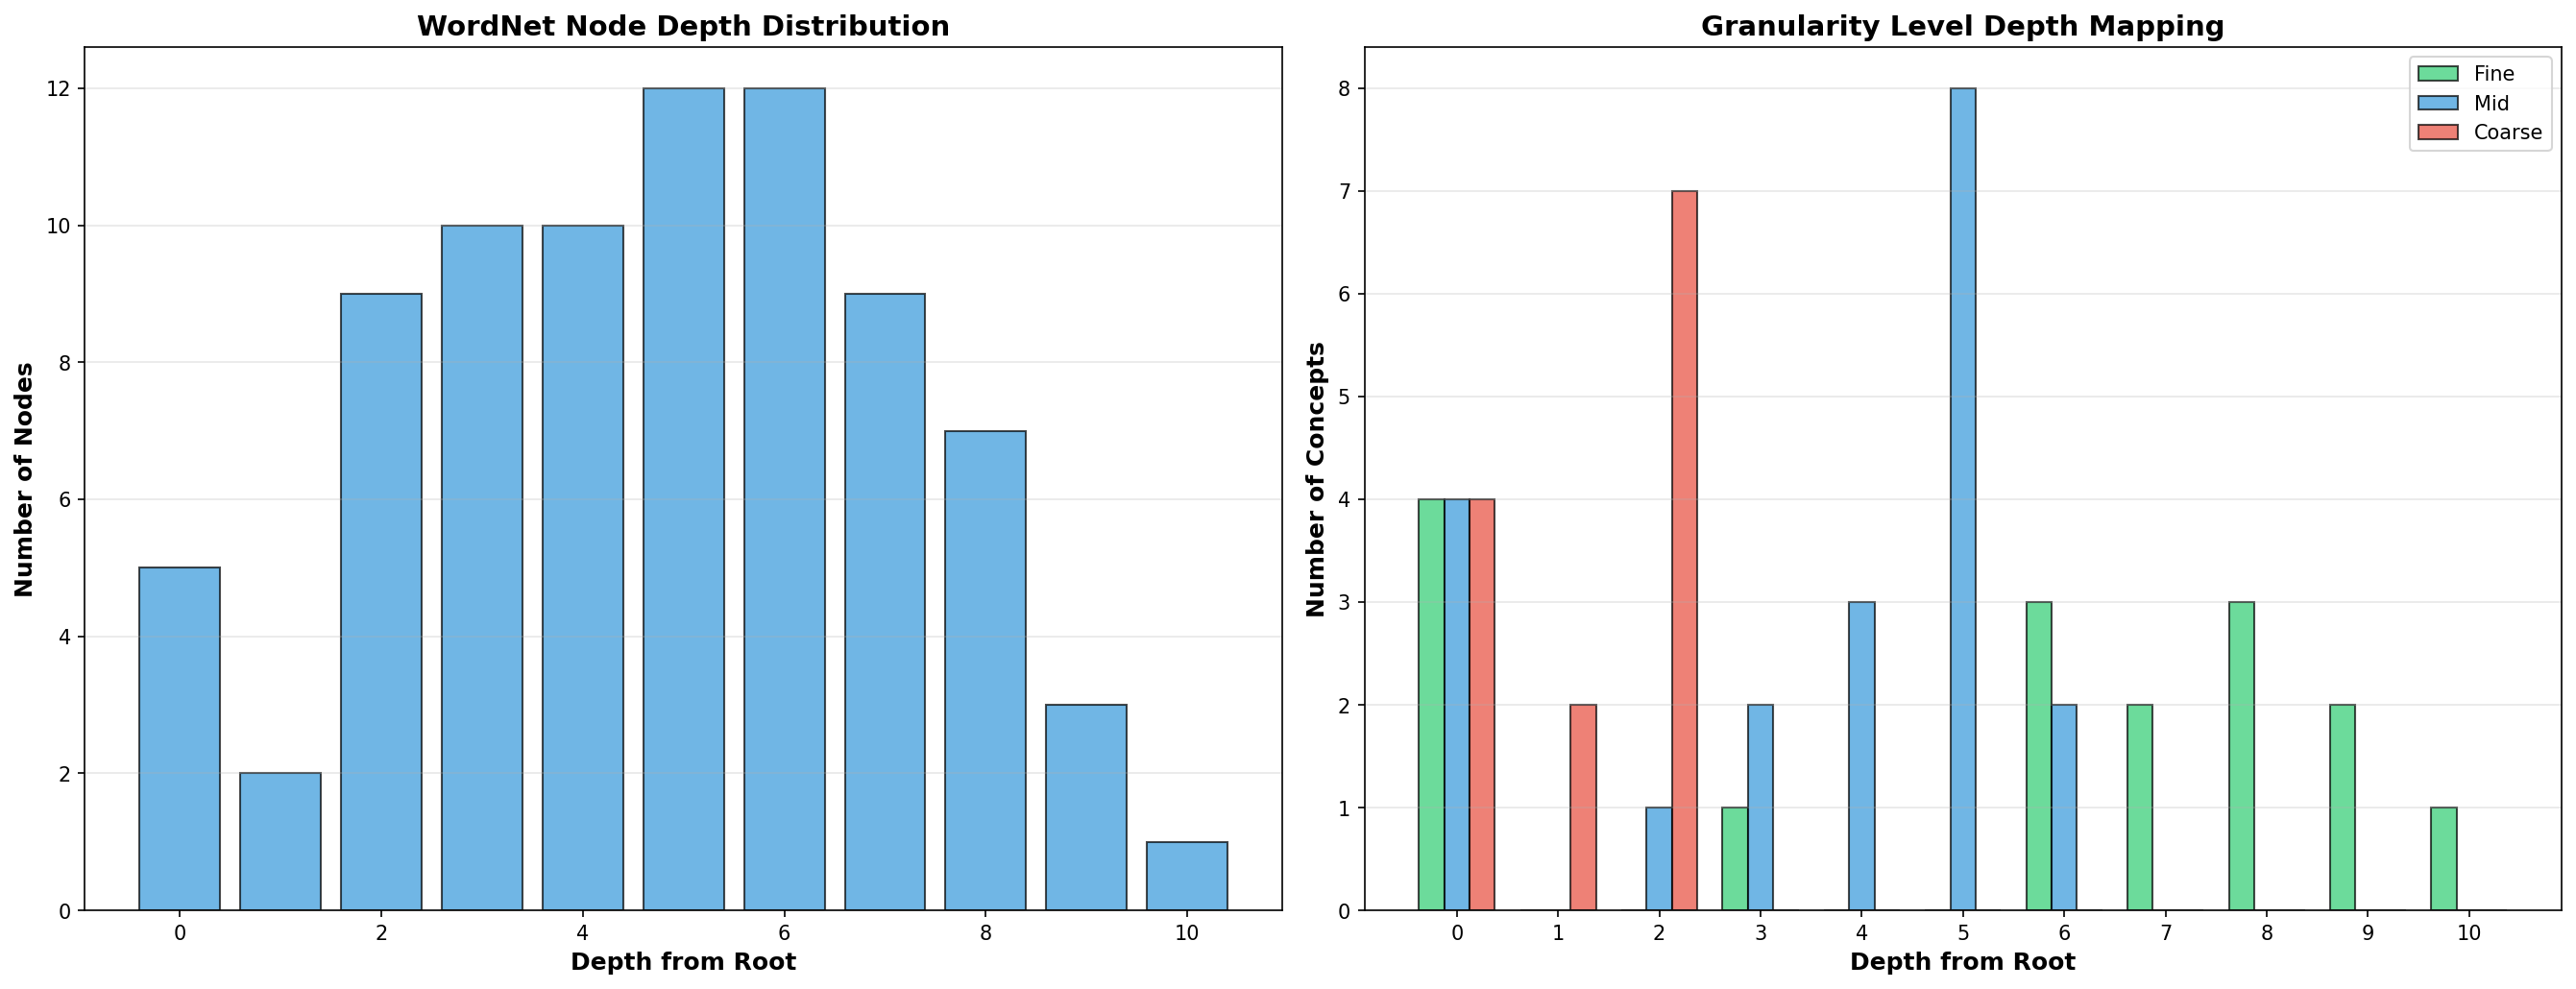 WordNet Node Depth Distribution
Number of Nodes
12
10
8
6
4
2
0
0 2 4 6 8 10
Depth from Root
Granularity Level Depth Mapping
Number of Concepts
8
7
6
5
4
3
2
1
0
0 1 2 3 4 5 6 7 8 9 10
Depth from Root
Fine
Mid
Coarse